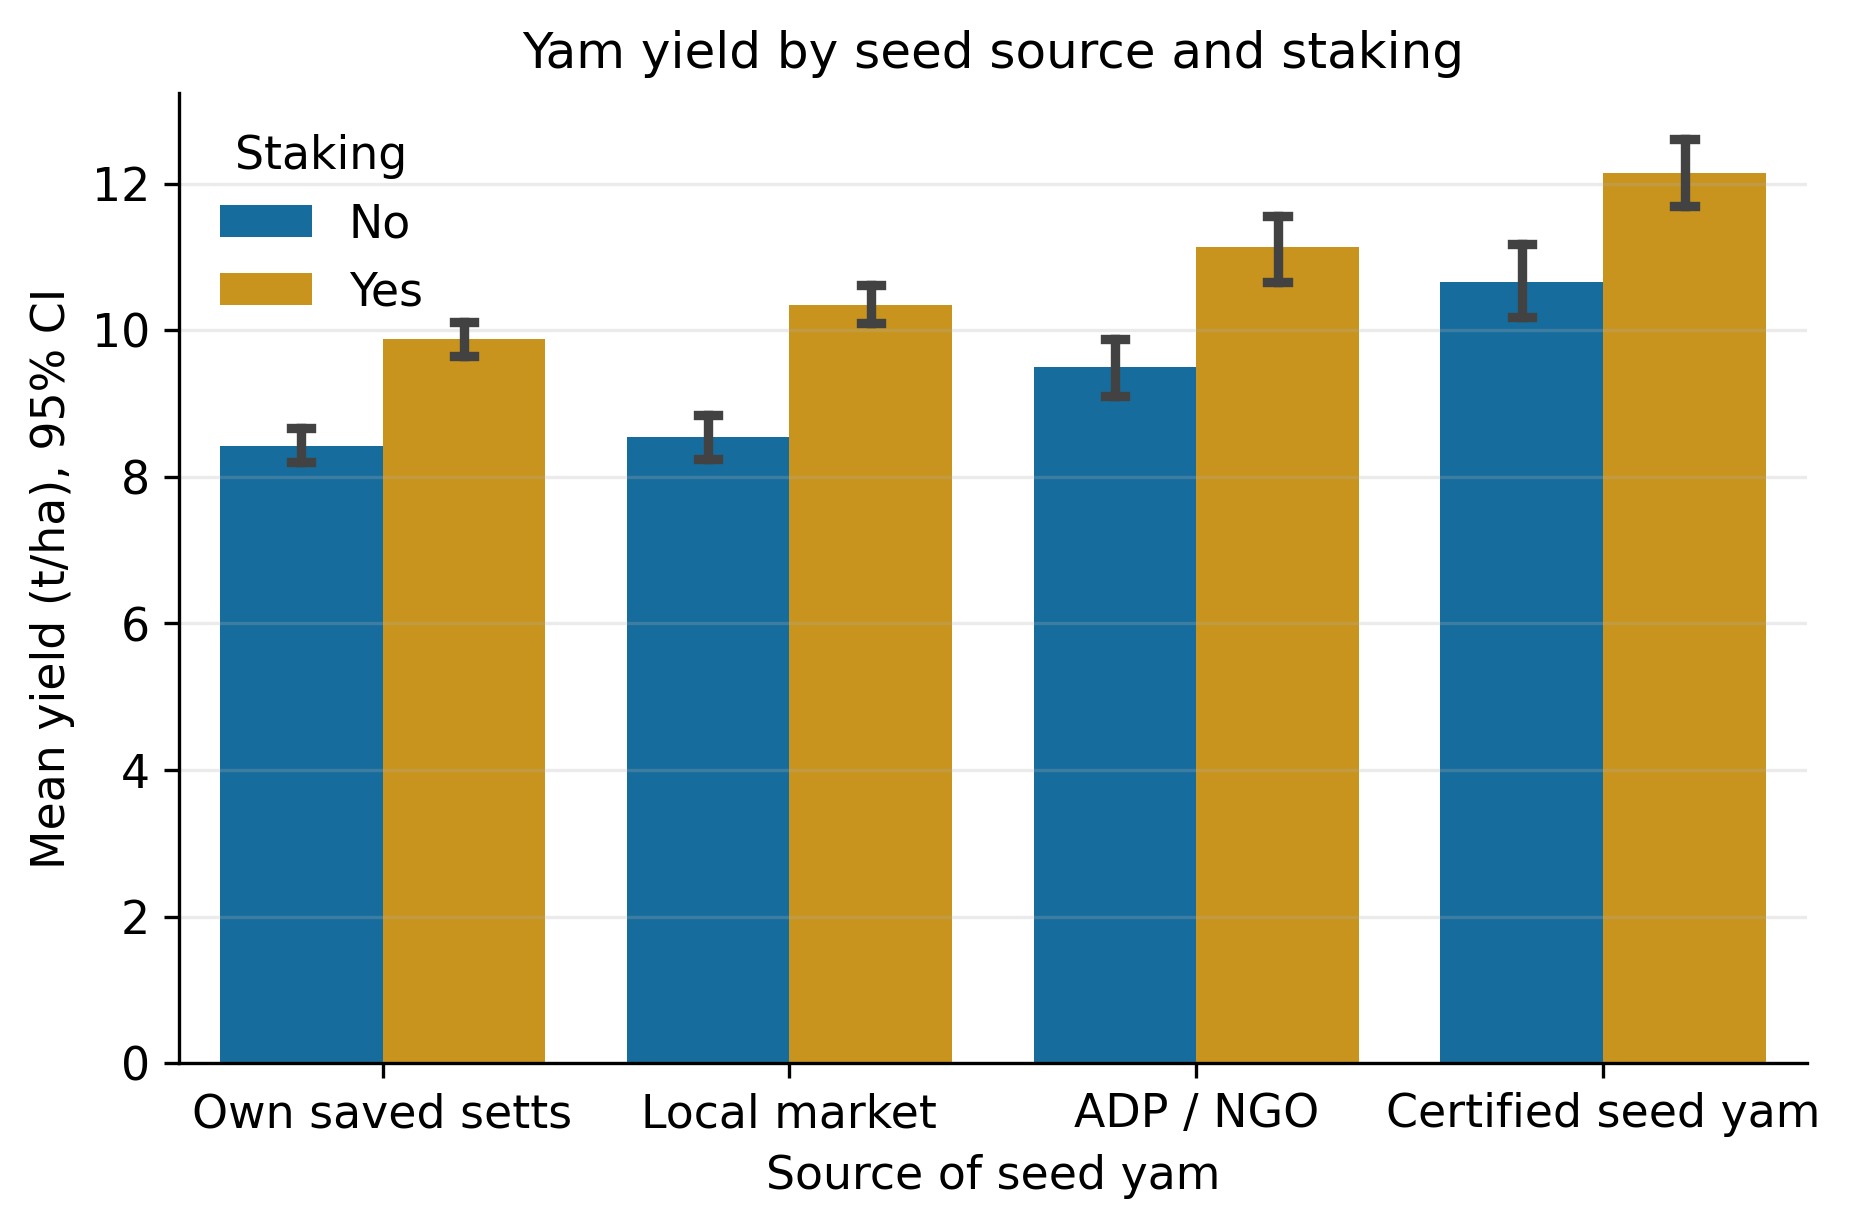 Yam yield by seed source and staking
Mean yield (t/ha), 95% CI
12
10
8
6
4
2
0
Staking
No
Yes
Own saved setts
Local market
ADP / NGO
Certified seed yam
Source of seed yam